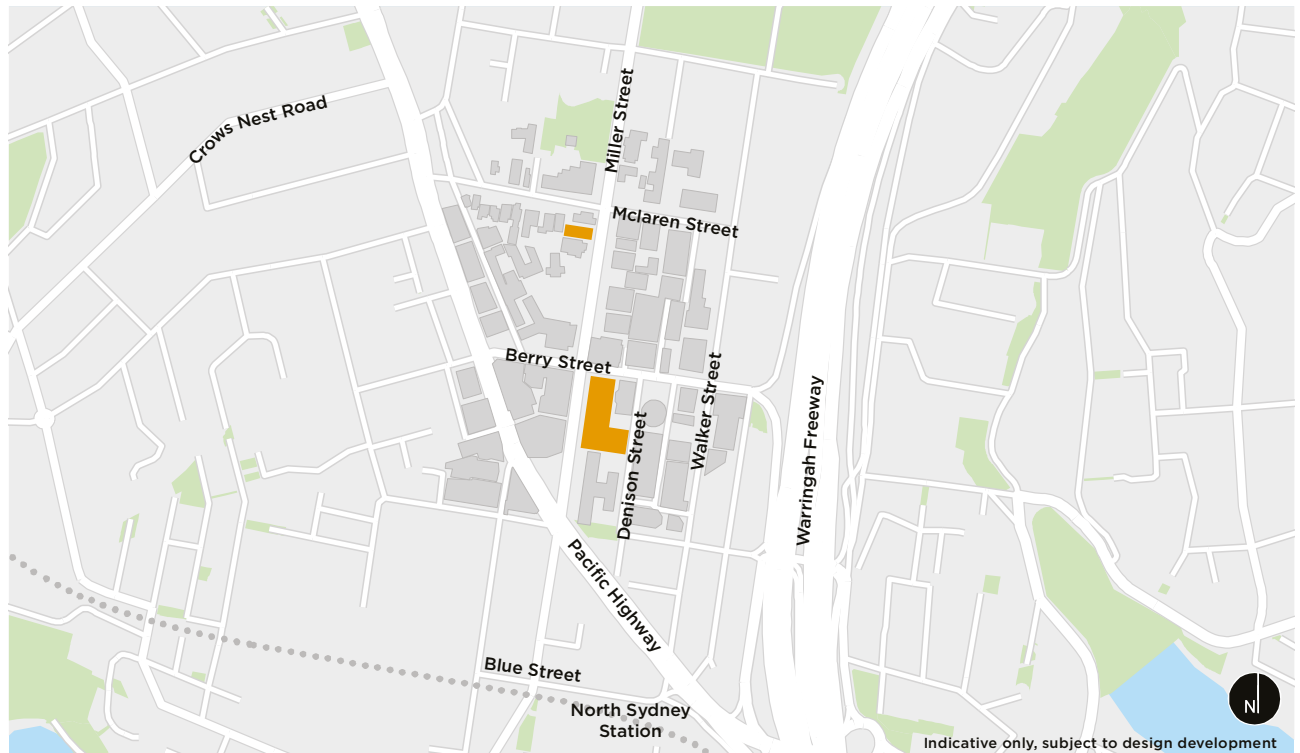 Crows Nest Road
Miller Street
Mclaren Street
Berry Street
Walker Street
Denison Street
Warringah Freeway
Pacific Highway
Blue Street
North Sydney
Station
N
Indicative only, subject to design development